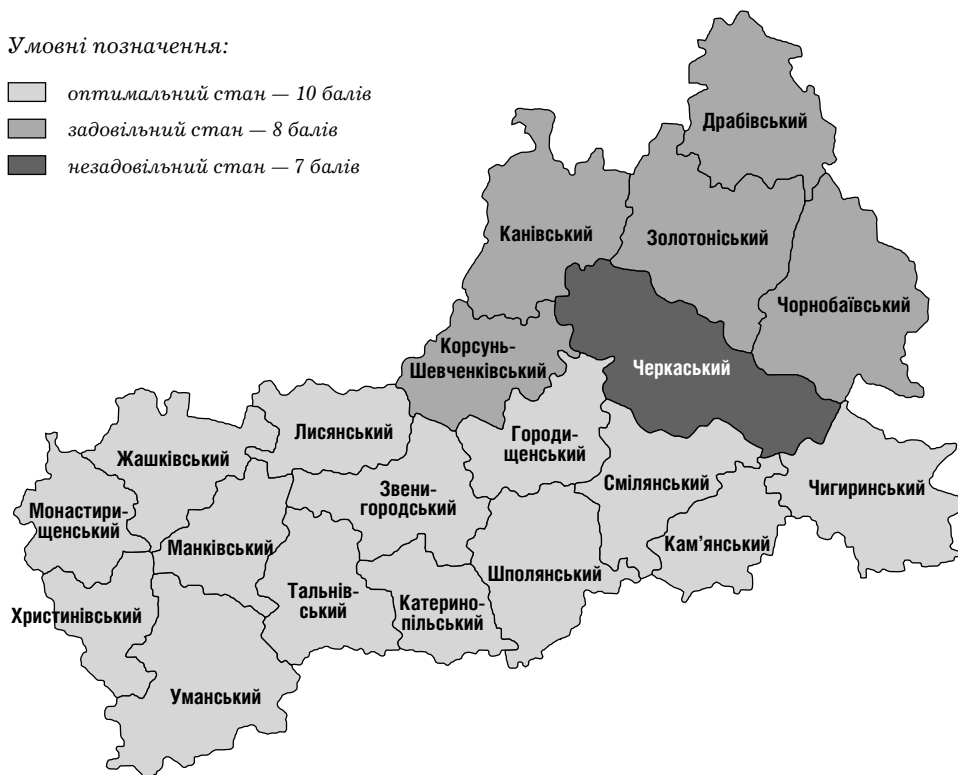 Умовні позначення:
оптимальний стан — 10 балів
задовільний стан — 8 балів
незадовільний стан — 7 балів
Драбівський
Канівський
Золотоніський
Чорнобаївський
Корсунь-
Шевченківський
Черкаський
Лисянський
Городи-
щенський
Жашківський
Звени-
городський
Смілянський
Чигиринський
Монастири-
щенський
Манківський
Кам’янський
Шполянський
Тальнів-
ський
Катерино-
пільський
Христинівський
Уманський